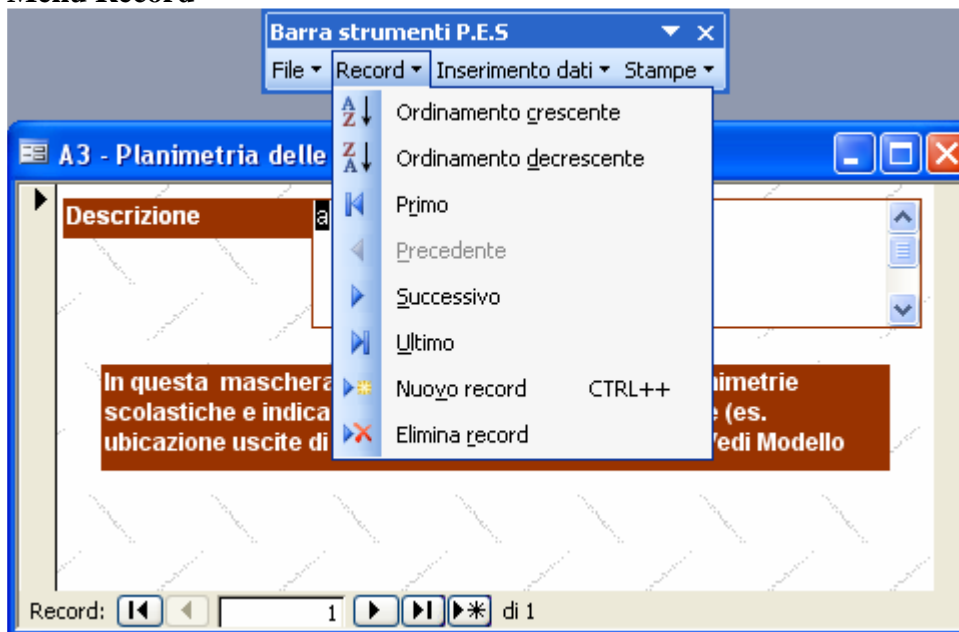 Menu Record
Barra strumenti P.E.S
File Record Inserimento dati Stampe
Ordinamento crescente
Ordinamento decrescente
Primo
Precedente
Successivo
Ultimo
Nuovo record CTRL++
Elimina record
A3 - Planimetria delle
Descrizione a
In questa maschera
scolastiche e indica (es.
ubicazione uscite di Modello
Record: 1 di 1